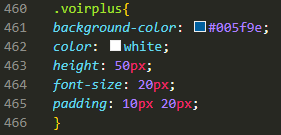 460 .voirplus{
461 background-color: #005f9e;
462 color: white;
463 height: 50px;
464 font-size: 20px;
465 padding: 10px 20px;
466 }